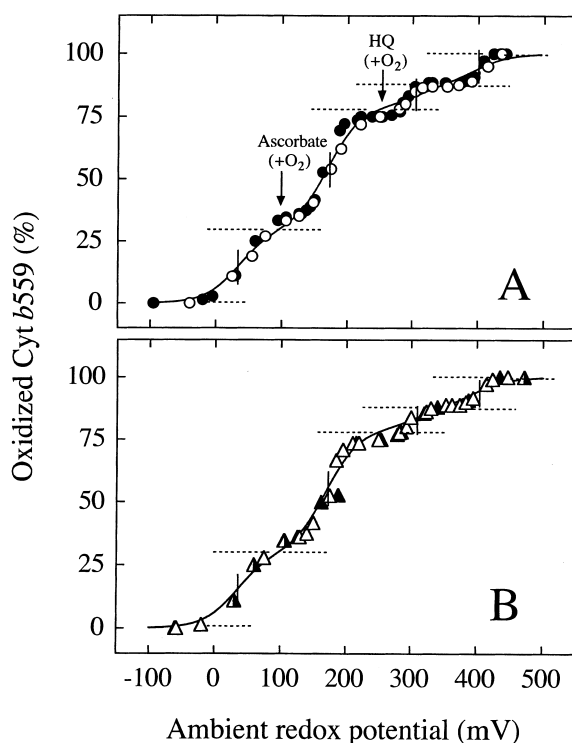 100
75
50
25
0
HQ
(+O2)
Ascorbate
(+O2)
A
100
75
50
25
0
B
Oxidized Cyt b559 (%)
-100 0 100 200 300 400 500
Ambient redox potential (mV)